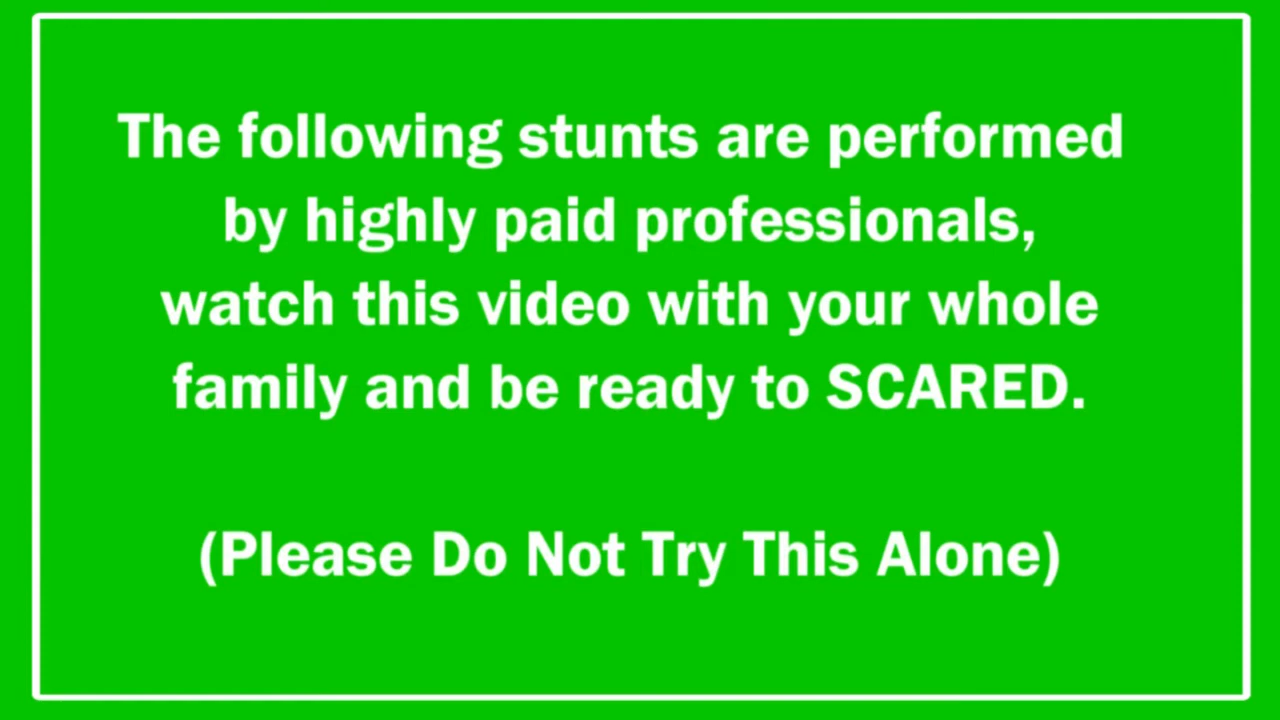 The following stunts are performed
by highly paid professionals,
watch this video with your whole
family and be ready to SCARED.
(Please Do Not Try This Alone)